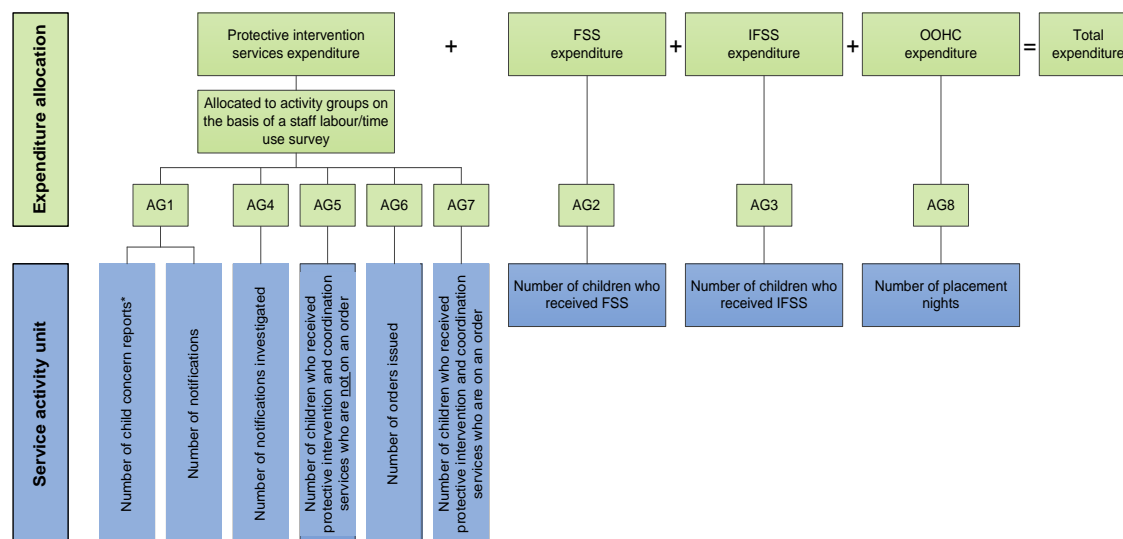 Expenditure allocation
Protective intervention
services expenditure
+
FSS
expenditure
+
IFSS
expenditure
+
OOHC
expenditure
=
Total
expenditure
Allocated to activity groups on
the basis of a staff labour/time
use survey
AG1
AG4
AG5
AG6
AG7
AG2
AG3
AG8
Service activity unit
Number of child concern reports*
Number of notifications
Number of notifications investigated
Number of children who received
protective intervention and coordination
services who are not on an order
Number of orders issued
Number of children who received
protective intervention and coordination
services who are on an order
Number of children who
received FSS
Number of children who
received IFSS
Number of placement
nights